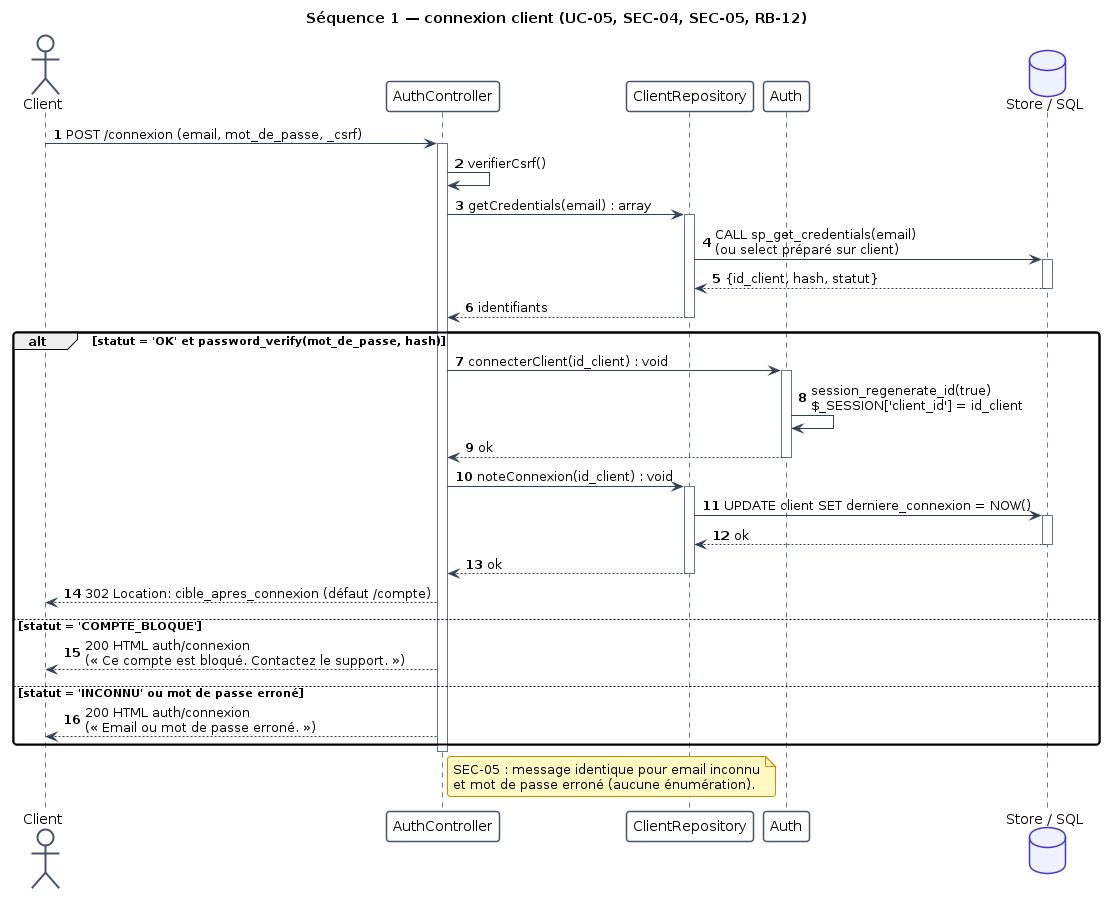 Séquence 1 — connexion client (UC-05, SEC-04, SEC-05, RB-12)
Client
AuthController
ClientRepository
Auth
Store / SQL
1 POST /connexion (email, mot_de_passe, _csrf)
2 verifierCsrf()
3 getCredentials(email) : array
4 CALL sp_get_credentials(email)
(ou select préparé sur client)
5 {id_client, hash, statut}
6 identifiants
alt [statut = 'OK' et password_verify(mot_de_passe, hash)]
7 connecterClient(id_client) : void
8 session_regenerate_id(true)
$_SESSION['client_id'] = id_client
9 ok
10 noteConnexion(id_client) : void
11 UPDATE client SET derniere_connexion = NOW()
12 ok
13 ok
14 302 Location: cible_apres_connexion (défaut /compte)
[statut = 'COMPTE_BLOQUE']
15 200 HTML auth/connexion
(« Ce compte est bloqué. Contactez le support. »)
[statut = 'INCONNU' ou mot de passe erroné]
16 200 HTML auth/connexion
(« Email ou mot de passe erroné. »)
SEC-05 : message identique pour email inconnu
et mot de passe erroné (aucune énumération).
Client
AuthController
ClientRepository
Auth
Store / SQL